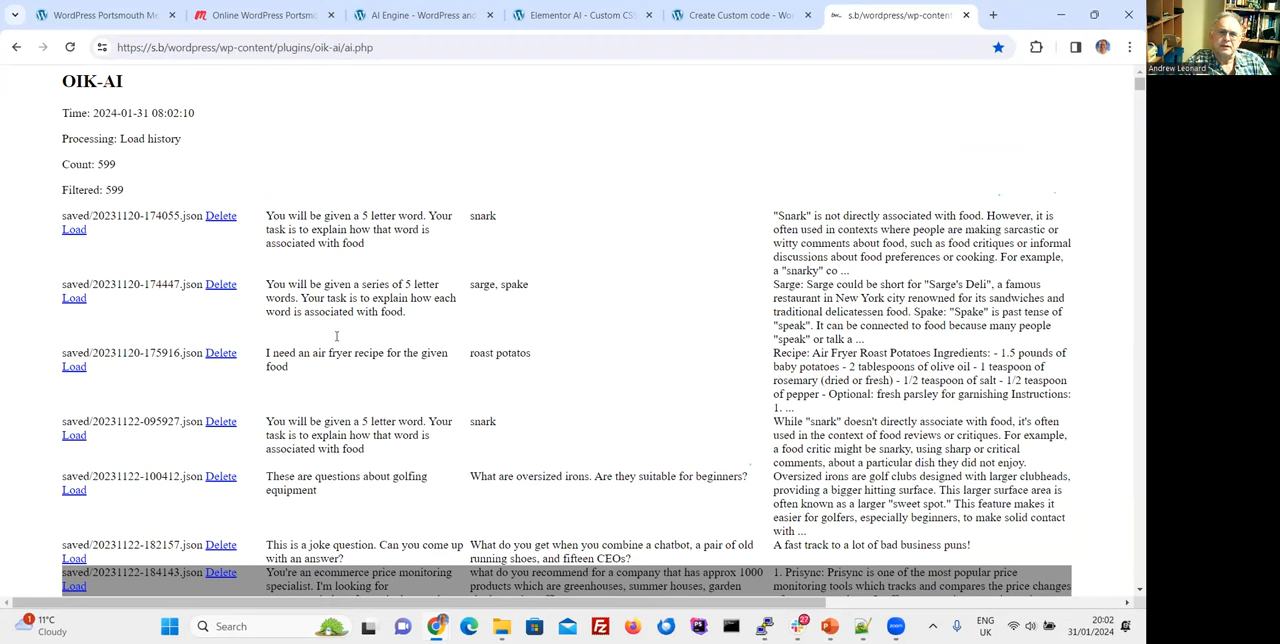 WordPress Portsmouth Me
Online WordPress Portsm
AI Engine - WordPress and
Elementor AI - Custom CSS
Create Custom code - Wo
s.b/wordpress/wp-content
https://s.b/wordpress/wp-content/plugins/oik-ai/ai.php
Andrew Leonard
OIK-AI
Time: 2024-01-31 08:02:10
Processing: Load history
Count: 599
Filtered: 599
saved/20231120-174055.json Delete
Load
You will be given a 5 letter word. Your
task is to explain how that word is
associated with food
snark
"Snark" is not directly associated with food. However, it is
often used in contexts where people are making sarcastic or
witty comments about food, such as food critiques or informal
discussions about food preferences or cooking. For example,
a "snarky" co ...
saved/20231120-174447.json Delete
Load
You will be given a series of 5 letter
words. Your task is to explain how each
word is associated with food.
sarge, spake
Sarge: Sarge could be short for "Sarge's Deli", a famous
restaurant in New York city renowned for its sandwiches and
traditional delicatessen food. Spake: "Spake" is past tense of
"speak". It can be connected to food because many people
"speak" or talk a ...
saved/20231120-175916.json Delete
Load
I need an air fryer recipe for the given
food
roast potatos
Recipe: Air Fryer Roast Potatoes Ingredients: - 1.5 pounds of
baby potatoes - 2 tablespoons of olive oil - 1 teaspoon of
rosemary (dried or fresh) - 1/2 teaspoon of salt - 1/2 teaspoon
of pepper - Optional: fresh parsley for garnishing Instructions:
1. ...
saved/20231122-095927.json Delete
Load
You will be given a 5 letter word. Your
task is to explain how that word is
associated with food
snark
While "snark" doesn't directly associate with food, it's often
used in the context of food reviews or critiques. For example,
a food critic might be snarky, using sharp or critical
comments, about a particular dish they did not enjoy.
saved/20231122-100412.json Delete
Load
These are questions about golfing
equipment
What are oversized irons. Are they suitable for beginners?
Oversized irons are golf clubs designed with larger clubheads,
providing a bigger hitting surface. This larger surface area is
often known as a larger "sweet spot." This feature makes it
easier for golfers, especially beginners, to make solid contact
with ...
saved/20231122-182157.json Delete
Load
This is a joke question. Can you come up
with an answer?
What do you get when you combine a chatbot, a pair of old
running shoes, and fifteen CEOs?
A fast track to a lot of bad business puns!
saved/20231122-184143.json Delete
Load
You're an ecommerce price monitoring
specialist. I'm looking for
what do you recommend for a company that has approx 1000
products which are greenhouses, summer houses, garden
1. Prisync: Prisync is one of the most popular price
monitoring tools which tracks and compares the price changes
11°C
Cloudy
Search
27
ENG
UK
20:02
31/01/2024